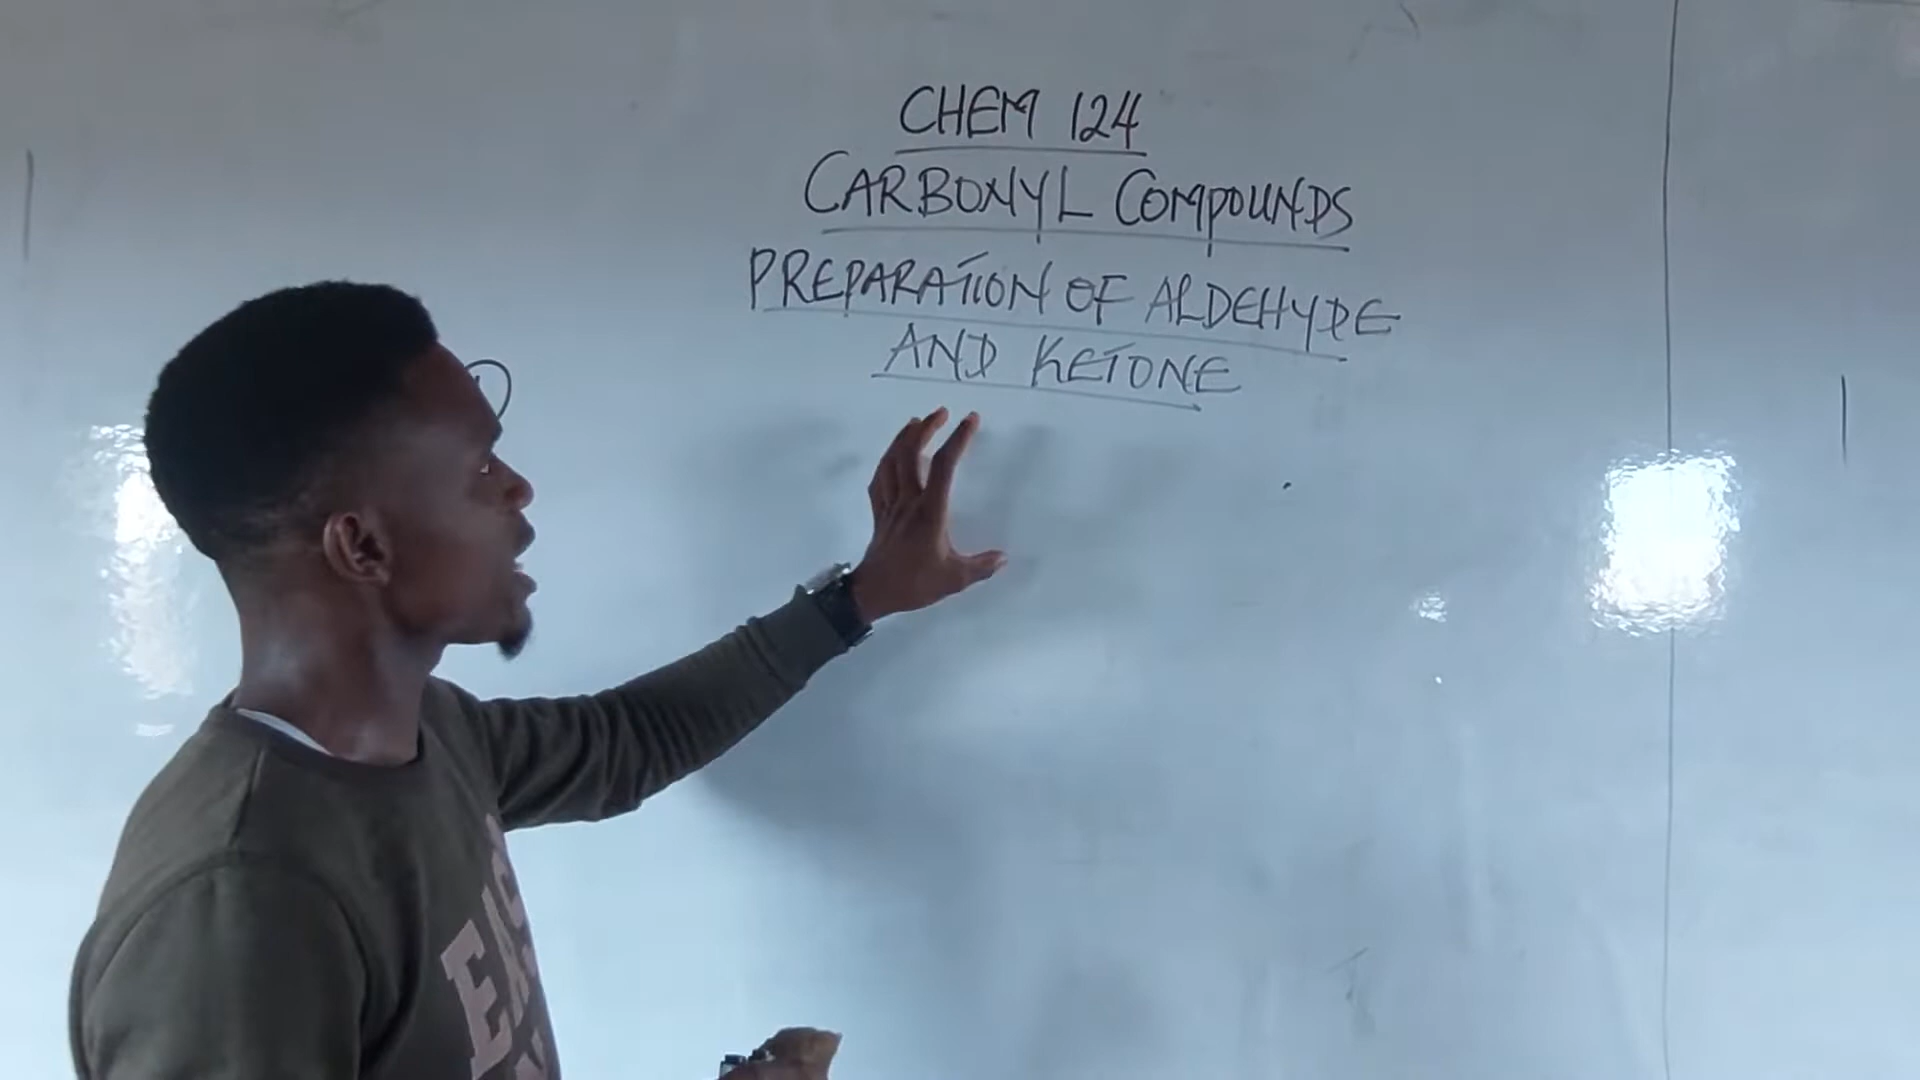 CHEM 124
CARBONYL COMPOUNDS
PREPARATION OF ALDEHYDE
AND KETONE